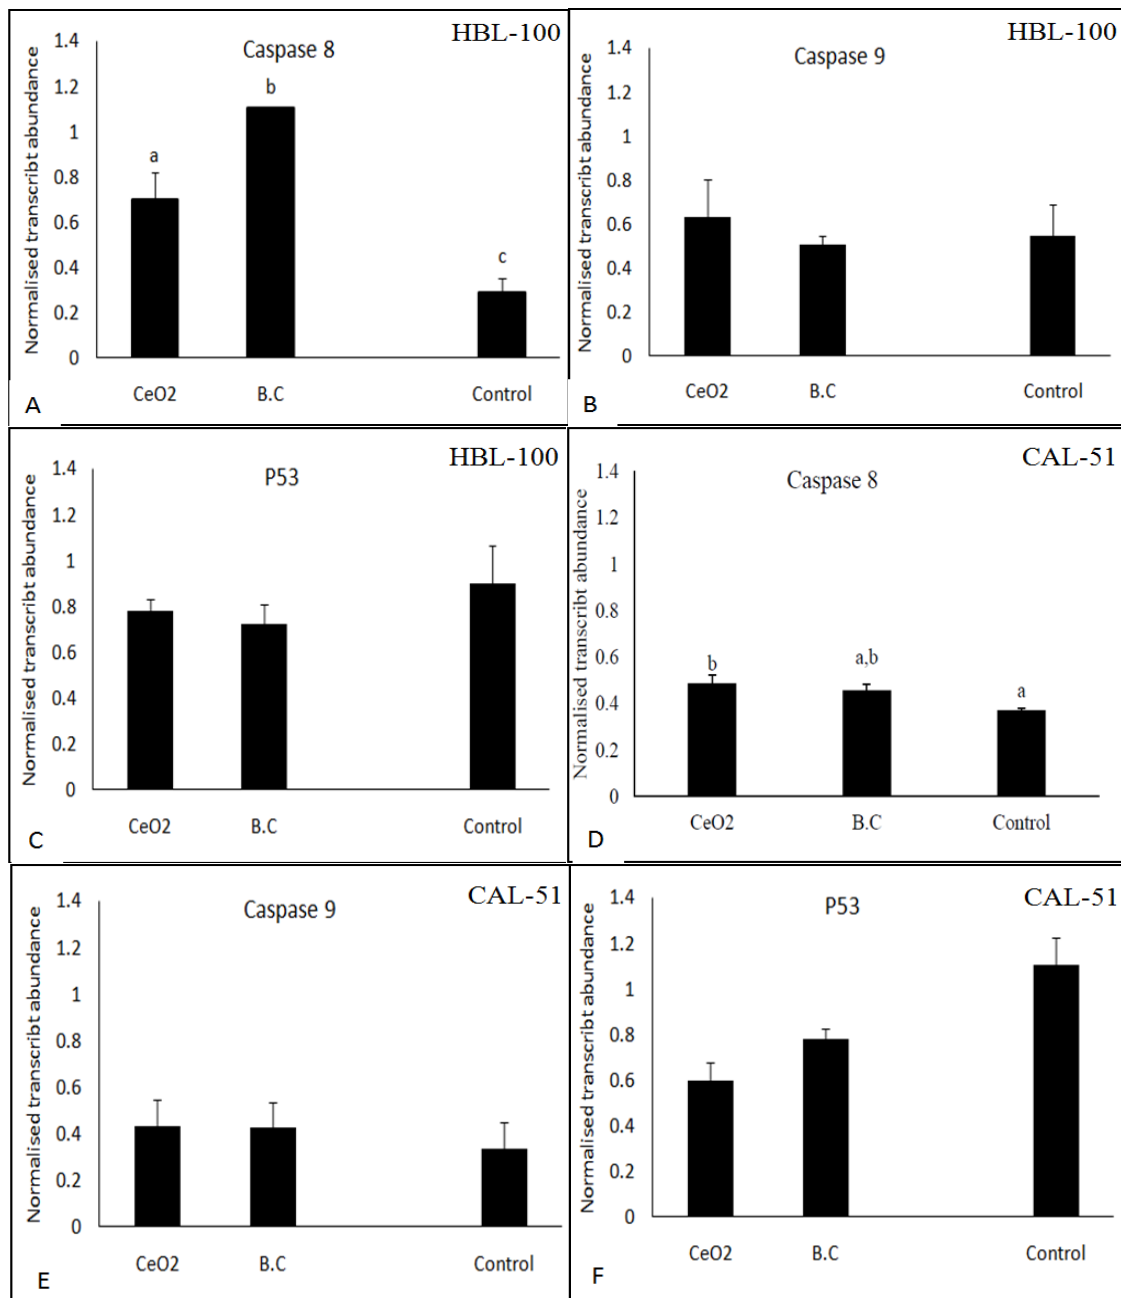 HBL-100
Caspase 8
Normalised transcribt abundance
1.4
1.2
1
0.8
0.6
0.4
0.2
0
a
b
c
CeO2 B.C Control
A
HBL-100
Caspase 9
Normalised transcribt abundance
1.4
1.2
1
0.8
0.6
0.4
0.2
0
CeO2 B.C Control
B
HBL-100
P53
Normalised transcribt abundance
1.4
1.2
1
0.8
0.6
0.4
0.2
0
CeO2 B.C Control
C
CAL-51
Caspase 8
Normalised transcribt abundance
1.4
1.2
1
0.8
0.6
0.4
0.2
0
b
a,b
a
CeO2 B.C Control
D
CAL-51
Caspase 9
Normalised transcribt abundance
1.4
1.2
1
0.8
0.6
0.4
0.2
0
CeO2 B.C Control
E
CAL-51
P53
Normalised transcribt abundance
1.4
1.2
1
0.8
0.6
0.4
0.2
0
CeO2 B.C Control
F